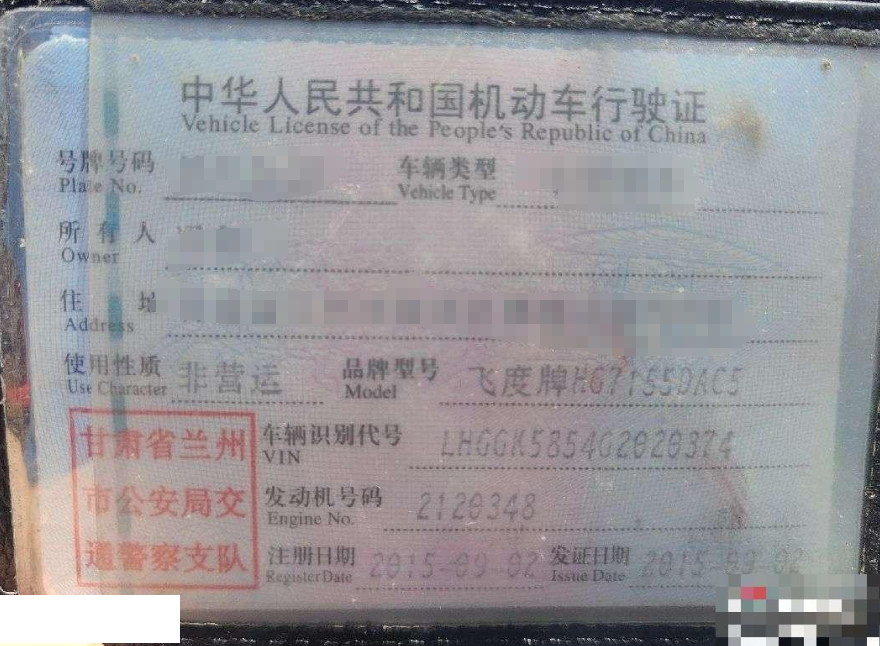 中华人民共和国机动车行驶证
Vehicle License of the People's Republic of China
号牌号码 车辆类型
Plate No. Vehicle Type
所有人
Owner
住址
Address
使用性质 非营运 品牌型号 飞度牌HG7155DAC5
Use Character Model
车辆识别代号 LHGGK5854G2020374
VIN
发动机号码 2120348
Engine No.
注册日期 2015-09-02 发证日期 2015-09-02
Register Date Issue Date
甘肃省兰州
市公安局交
通警察支队